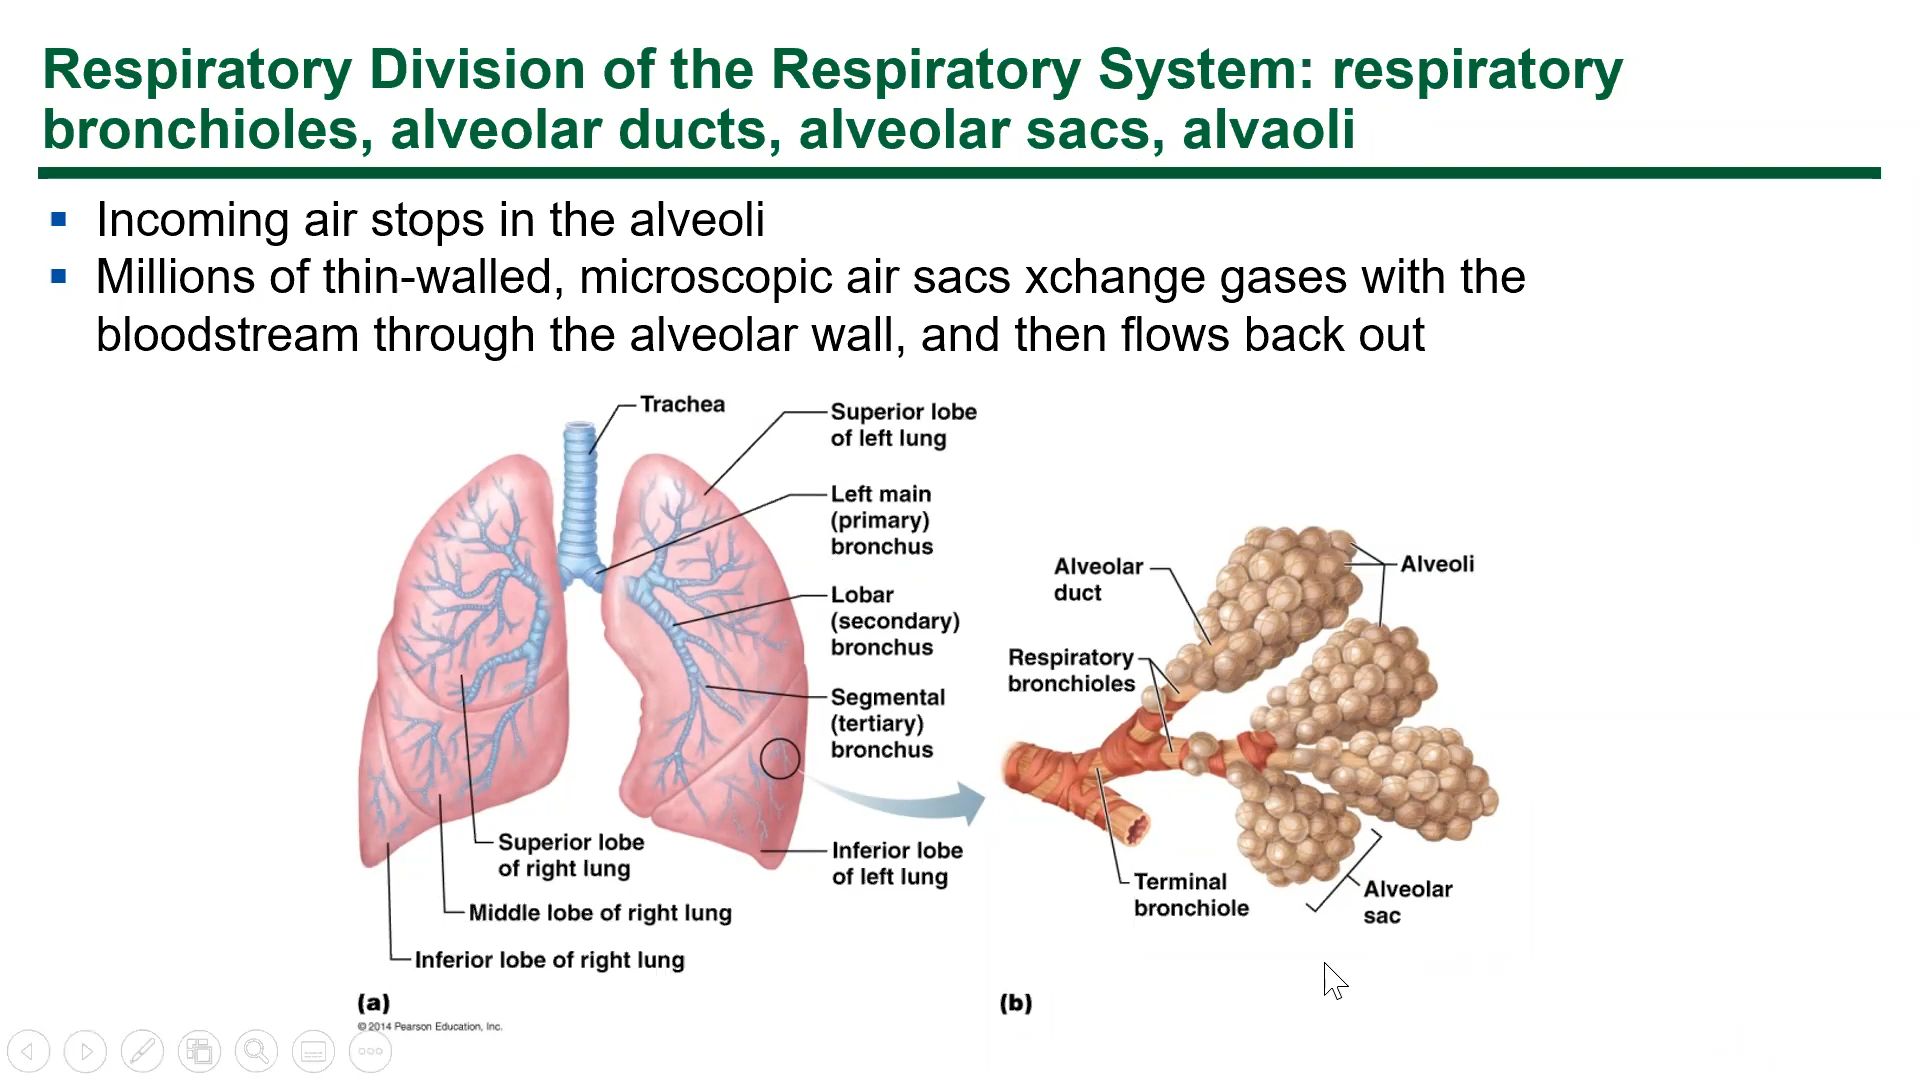 Respiratory Division of the Respiratory System: respiratory
bronchioles, alveolar ducts, alveolar sacs, alvaoli
Incoming air stops in the alveoli
Millions of thin-walled, microscopic air sacs xchange gases with the
bloodstream through the alveolar wall, and then flows back out
Trachea
Superior lobe
of left lung
Left main
(primary)
bronchus
Lobar
(secondary)
bronchus
Segmental
(tertiary)
bronchus
Inferior lobe
of left lung
Superior lobe
of right lung
Middle lobe of right lung
Inferior lobe of right lung
(a)
© 2014 Pearson Education, Inc.
Alveolar
duct
Alveoli
Respiratory
bronchioles
Terminal
bronchiole
Alveolar
sac
(b)